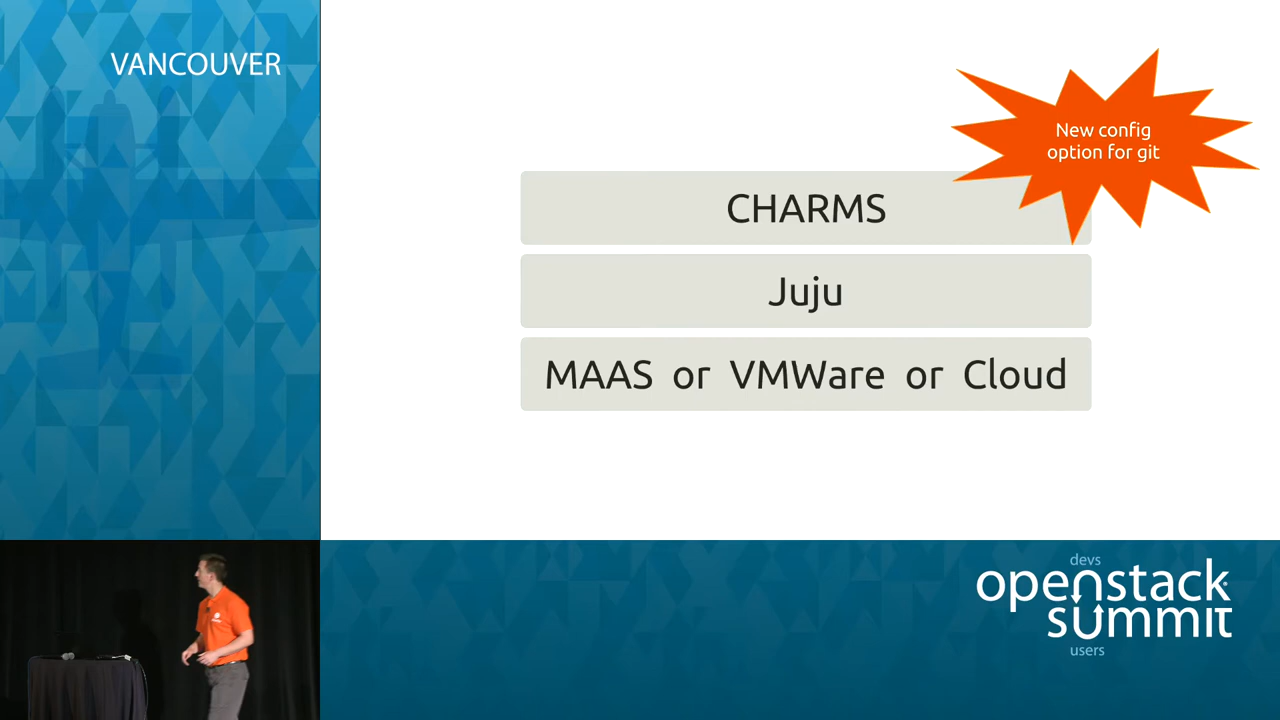 VANCOUVER
New config
option for git
CHARMS
Juju
MAAS or VMWare or Cloud
devs
openstack
summit
users